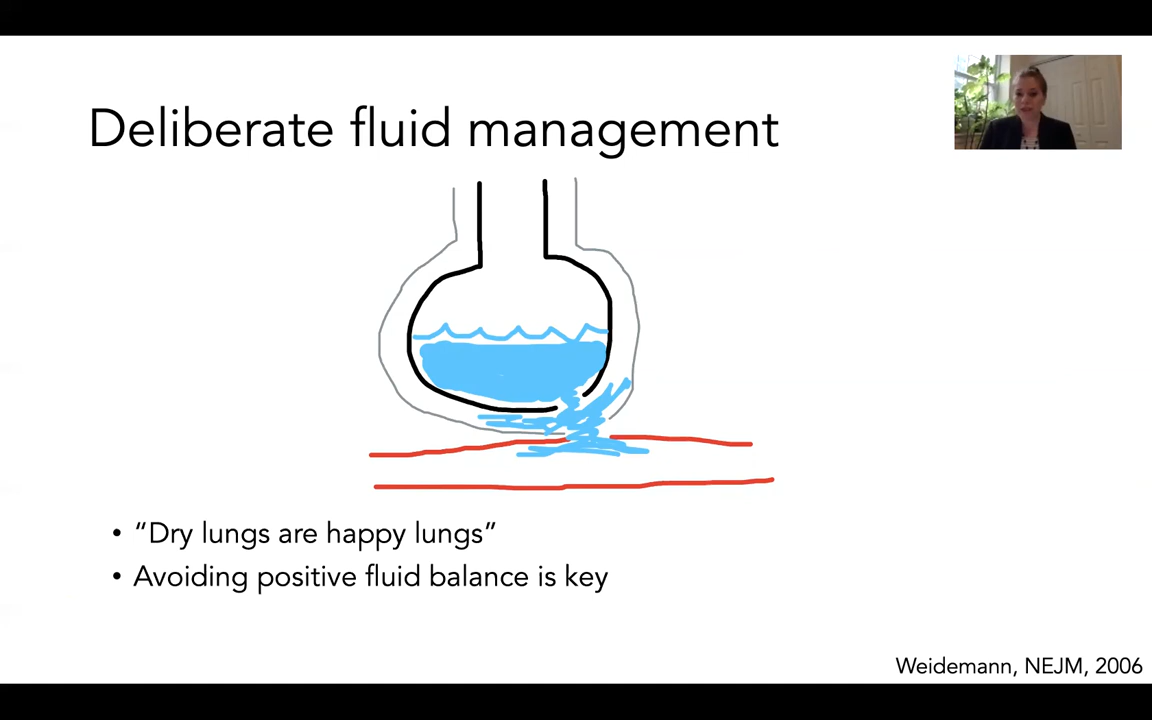 Deliberate fluid management
• “Dry lungs are happy lungs”
• Avoiding positive fluid balance is key
Weidemann, NEJM, 2006